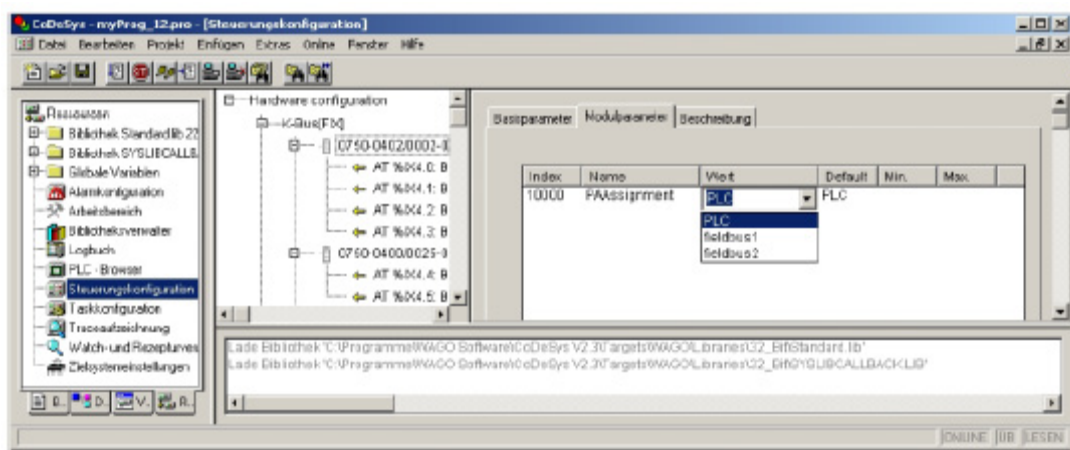 CoDeSys - myProg_12.pro - [Steuerungskonfiguration]
Datei Bearbeiten Projekt Einfügen Extras Online Fenster Hilfe
Ressourcen
Bibliothek Standard.lib 22
Bibliothek SYSLIBCALLB
Globale Variablen
Alarmkonfiguration
Arbeitsbereich
Bibliotheksverwalter
Logbuch
PLC - Browser
Steuerungskonfiguration
Taskkonfiguration
Traceaufzeichnung
Watch- und Rezepturver
Zielsystemeinstellungen
B.. D.. V.. R..
Hardware configuration
K-Bus[FIX]
0750-0402/0002-0
AT %IX4.0: B
AT %IX4.1: B
AT %IX4.2: B
AT %IX4.3: B
0750-0400/0025-0
AT %IX4.4: B
AT %IX4.5: B
Basisparameter Modulparameter Beschreibung
Index Name Wert Default Min. Max.
10000 PAAssignment PLC PLC
PLC
fieldbus1
fieldbus2
Lade Bibliothek 'C:\Programme\WAGO Software\CoDeSys V2.3\Targets\WAGO\Libraries\32_Bit\Standard.lib'
Lade Bibliothek 'C:\Programme\WAGO Software\CoDeSys V2.3\Targets\WAGO\Libraries\32_Bit\SYSLIBCALLBACK.LIB'
ONLINE ÜB LESEN